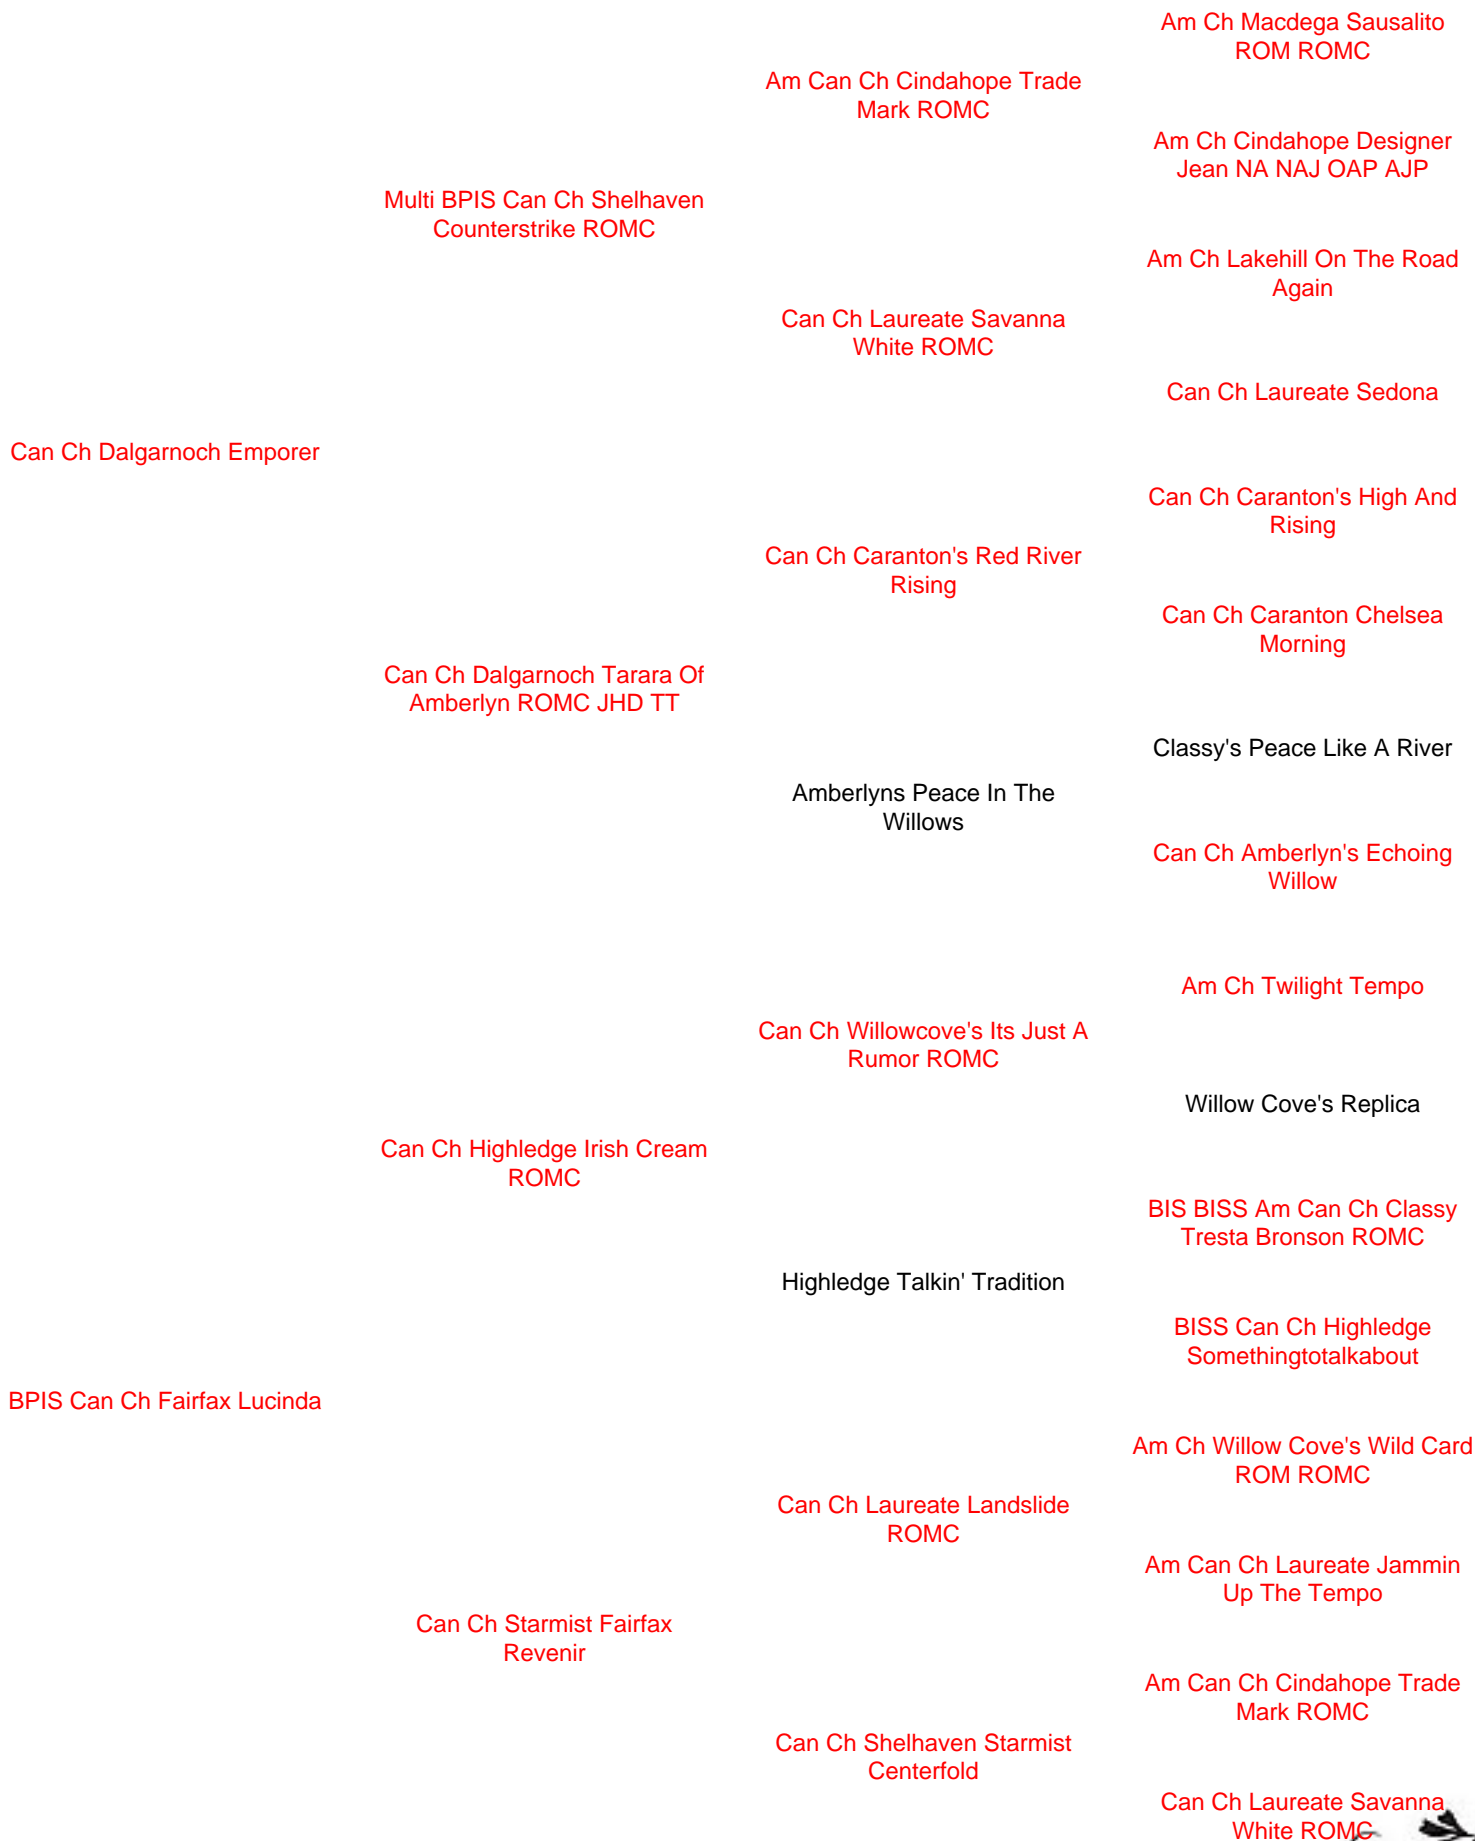 Am Ch Macdega Sausalito
ROM ROMC
Am Can Ch Cindahope Trade
Mark ROMC
Am Ch Cindahope Designer
Jean NA NAJ OAP AJP
Multi BPIS Can Ch Shelhaven
Counterstrike ROMC
Am Ch Lakehill On The Road
Again
Can Ch Laureate Savanna
White ROMC
Can Ch Laureate Sedona
Can Ch Dalgarnoch Emporer
Can Ch Caranton's High And
Rising
Can Ch Caranton's Red River
Rising
Can Ch Caranton Chelsea
Morning
Can Ch Dalgarnoch Tarara Of
Amberlyn ROMC JHD TT
Classy's Peace Like A River
Amberlyns Peace In The
Willows
Can Ch Amberlyn's Echoing
Willow
Am Ch Twilight Tempo
Can Ch Willowcove's Its Just A
Rumor ROMC
Willow Cove's Replica
Can Ch Highledge Irish Cream
ROMC
BIS BISS Am Can Ch Classy
Tresta Bronson ROMC
Highledge Talkin' Tradition
BISS Can Ch Highledge
Somethingtotalkabout
BPIS Can Ch Fairfax Lucinda
Am Ch Willow Cove's Wild Card
ROM ROMC
Can Ch Laureate Landslide
ROMC
Am Can Ch Laureate Jammin
Up The Tempo
Can Ch Starmist Fairfax
Revenir
Am Can Ch Cindahope Trade
Mark ROMC
Can Ch Shelhaven Starmist
Centerfold
Can Ch Laureate Savanna
White ROMC